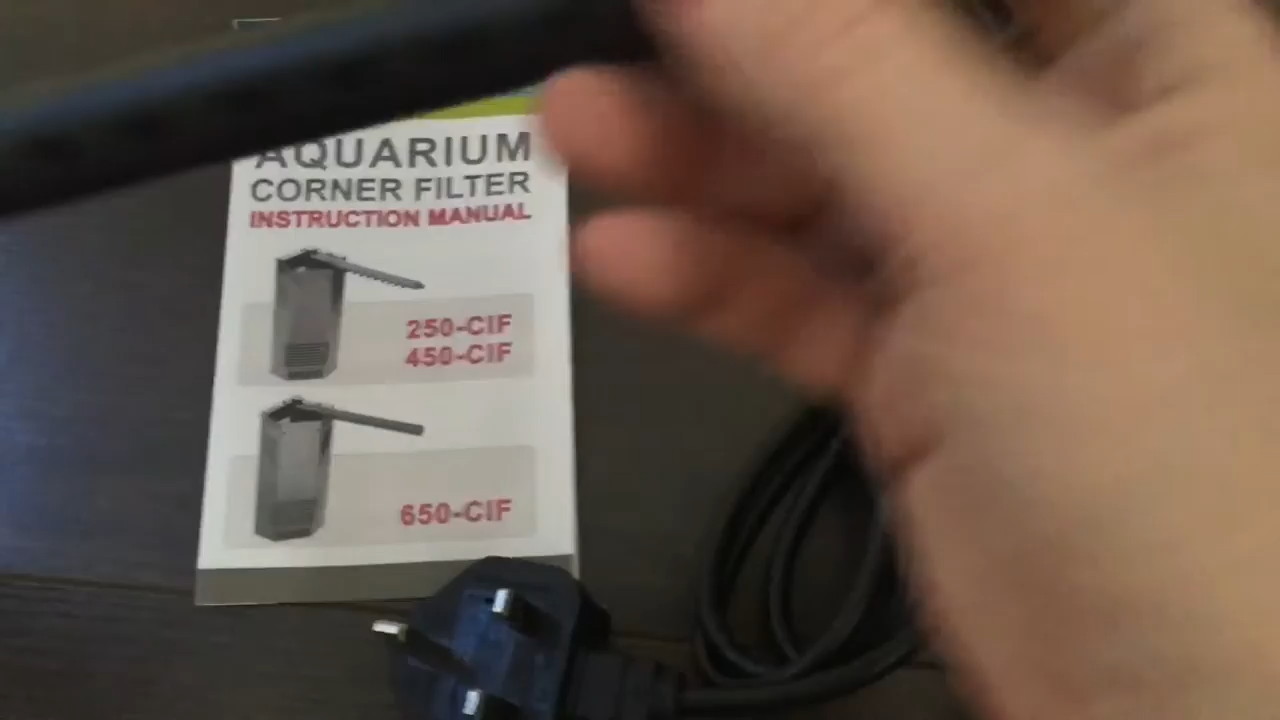 AQUARIUM
CORNER FILTER
INSTRUCTION MANUAL
250-CIF
450-CIF
650-CIF